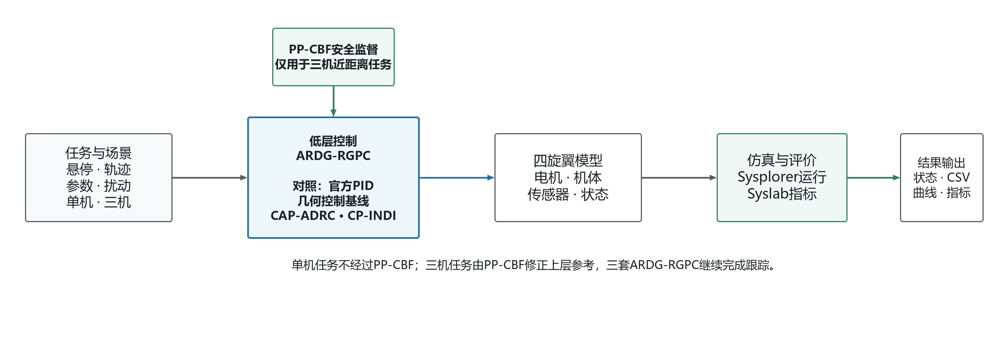 PP-CBF安全监督
仅用于三机近距离任务
任务与场景
悬停 · 轨迹
参数 · 扰动
单机 · 三机
低层控制
ARDG-RGPC
对照：官方PID
几何控制基线
CAP-ADRC • CP-INDI
四旋翼模型
电机 · 机体
传感器 · 状态
仿真与评价
Sysplorer运行
Syslab指标
结果输出
状态 · CSV
曲线 · 指标
单机任务不经过PP-CBF；三机任务由PP-CBF修正上层参考，三套ARDG-RGPC继续完成跟踪。